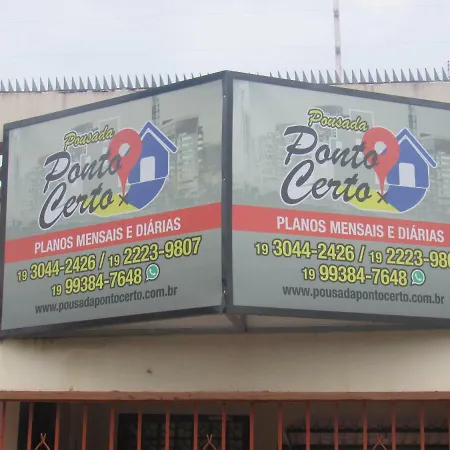 Pousada
Ponto
Certo
PLANOS MENSAIS E DIÁRIAS
19 3044-2426 / 19 2223-9807
19 99384-7648
www.pousadapontocerto.com.br
Pousada
Ponto
Certo
PLANOS MENSAIS E DIÁRIAS
19 3044-2426 / 19 2223-980
19 99384-7648
www.pousadapontocerto.com.br